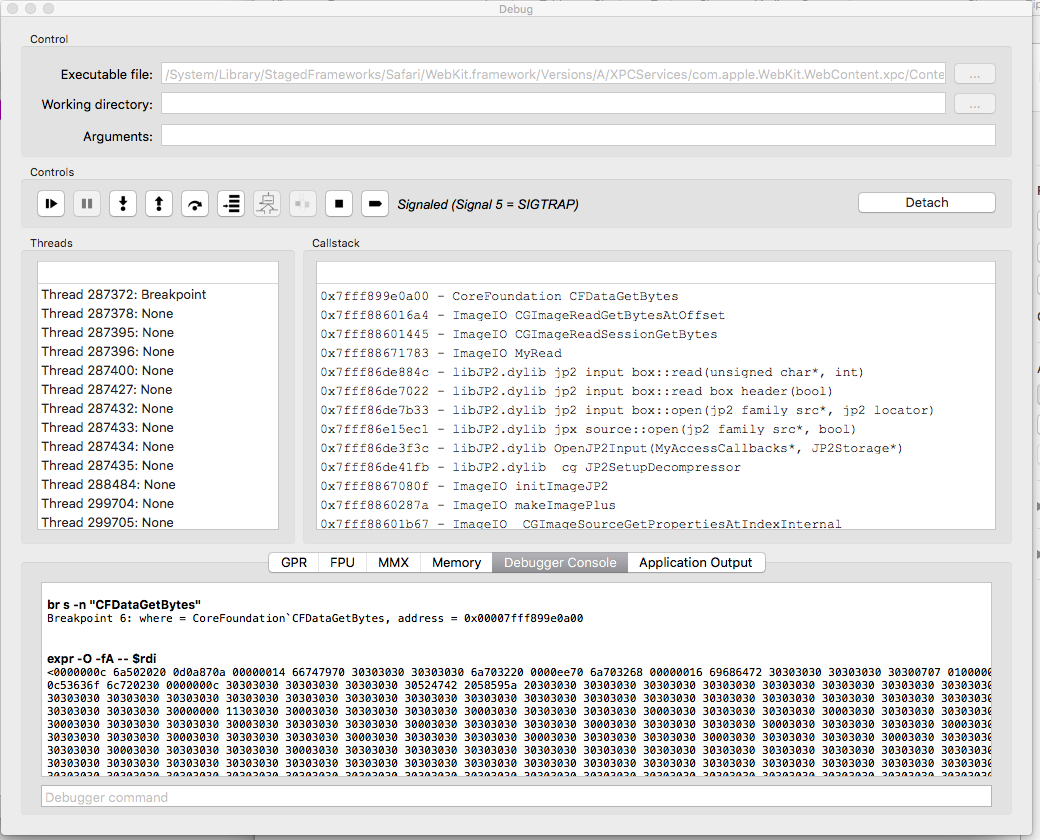 Debug
Control
Executable file: /System/Library/StagedFrameworks/Safari/WebKit.framework/Versions/A/XPCServices/com.apple.WebKit.WebContent.xpc/Conte ...
Working directory: ...
Arguments:
Controls
Signaled (Signal 5 = SIGTRAP) Detach
Threads
Thread 287372: Breakpoint
Thread 287378: None
Thread 287395: None
Thread 287396: None
Thread 287400: None
Thread 287427: None
Thread 287432: None
Thread 287433: None
Thread 287434: None
Thread 287435: None
Thread 288484: None
Thread 299704: None
Thread 299705: None
Callstack
0x7fff899e0a00 - CoreFoundation CFDataGetBytes
0x7fff886016a4 - ImageIO CGImageReadGetBytesAtOffset
0x7fff88601445 - ImageIO CGImageReadSessionGetBytes
0x7fff88671783 - ImageIO MyRead
0x7fff86de884c - libJP2.dylib jp2 input box::read(unsigned char*, int)
0x7fff86de7022 - libJP2.dylib jp2 input box::read box header(bool)
0x7fff86de7b33 - libJP2.dylib jp2 input box::open(jp2 family src*, jp2 locator)
0x7fff86e15ec1 - libJP2.dylib jpx source::open(jp2 family src*, bool)
0x7fff86de3f3c - libJP2.dylib OpenJP2Input(MyAccessCallbacks*, JP2Storage*)
0x7fff86de41fb - libJP2.dylib  cg JP2SetupDecompressor
0x7fff8867080f - ImageIO initImageJP2
0x7fff8860287a - ImageIO makeImagePlus
0x7fff88601b67 - ImageIO  CGImageSourceGetPropertiesAtIndexInternal
GPR FPU MMX Memory Debugger Console Application Output
br s -n "CFDataGetBytes"
Breakpoint 6: where = CoreFoundation`CFDataGetBytes, address = 0x00007fff899e0a00
expr -O -fA -- $rdi
<0000000c 6a502020 0d0a870a 00000014 66747970 30303030 30303030 6a703220 0000ee70 6a703268 00000016 69686472 30303030 30303030 30300707 0100000
0c53636f 6c720230 0000000c 30303030 30303030 30303030 30524742 2058595a 20303030 30303030 30303030 30303030 30303030 30303030 30303030 30303030
30303030 30303030 30303030 30303030 30303030 30303030 30303030 30303030 30303030 30303030 30303030 30303030 30303030 30303030 30303030 30303030
30303030 30303030 30000000 11303030 30003030 30303030 30303030 30003030 30303030 30303030 30003030 30303030 30303030 30003030 30303030 30303030
30003030 30303030 30303030 30003030 30303030 30303030 30003030 30303030 30303030 30003030 30303030 30303030 30003030 30303030 30303030 30003030
30303030 30303030 30003030 30303030 30303030 30003030 30303030 30303030 30003030 30303030 30303030 30003030 30303030 30303030 30003030 30303030
30303030 30003030 30303030 30303030 30003030 30303030 30303030 30303030 30303030 30303030 30303030 30303030 30303030 30303030 30303030 30303030
30303030 30303030 30303030 30303030 30303030 30303030 30303030 30303030 30303030 30303030 30303030 30303030 30303030 30303030 30303030 30303030
Debugger command